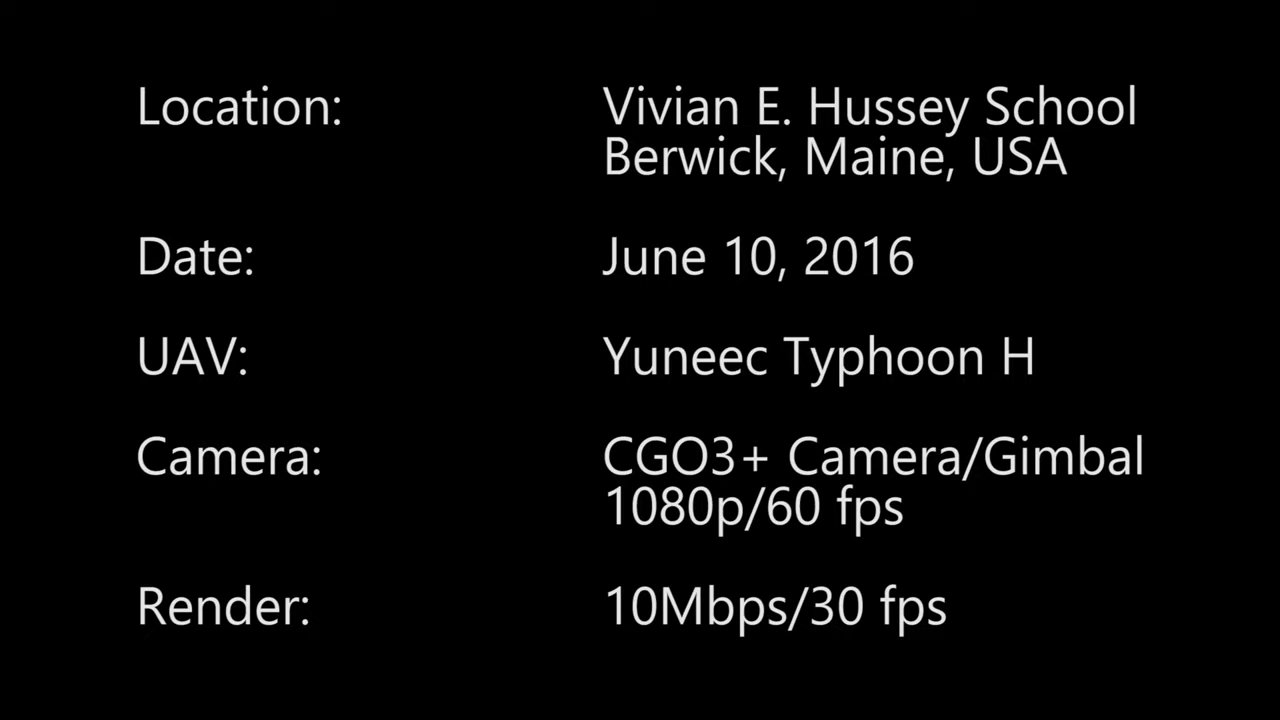 Location: Vivian E. Hussey School
Berwick, Maine, USA
Date: June 10, 2016
UAV: Yuneec Typhoon H
Camera: CGO3+ Camera/Gimbal
1080p/60 fps
Render: 10Mbps/30 fps